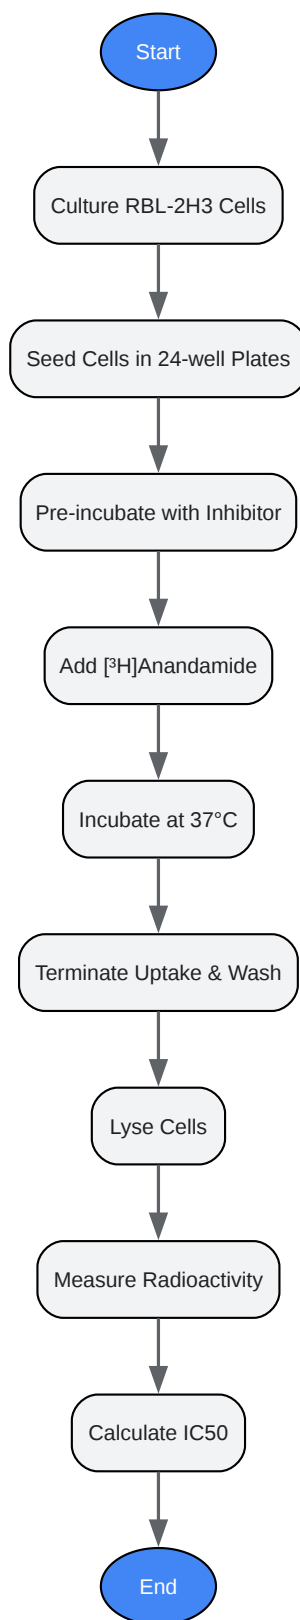 Start
Culture RBL-2H3 Cells
Seed Cells in 24-well Plates
Pre-incubate with Inhibitor
Add [³H]Anandamide
Incubate at 37°C
Terminate Uptake & Wash
Lyse Cells
Measure Radioactivity
Calculate IC50
End